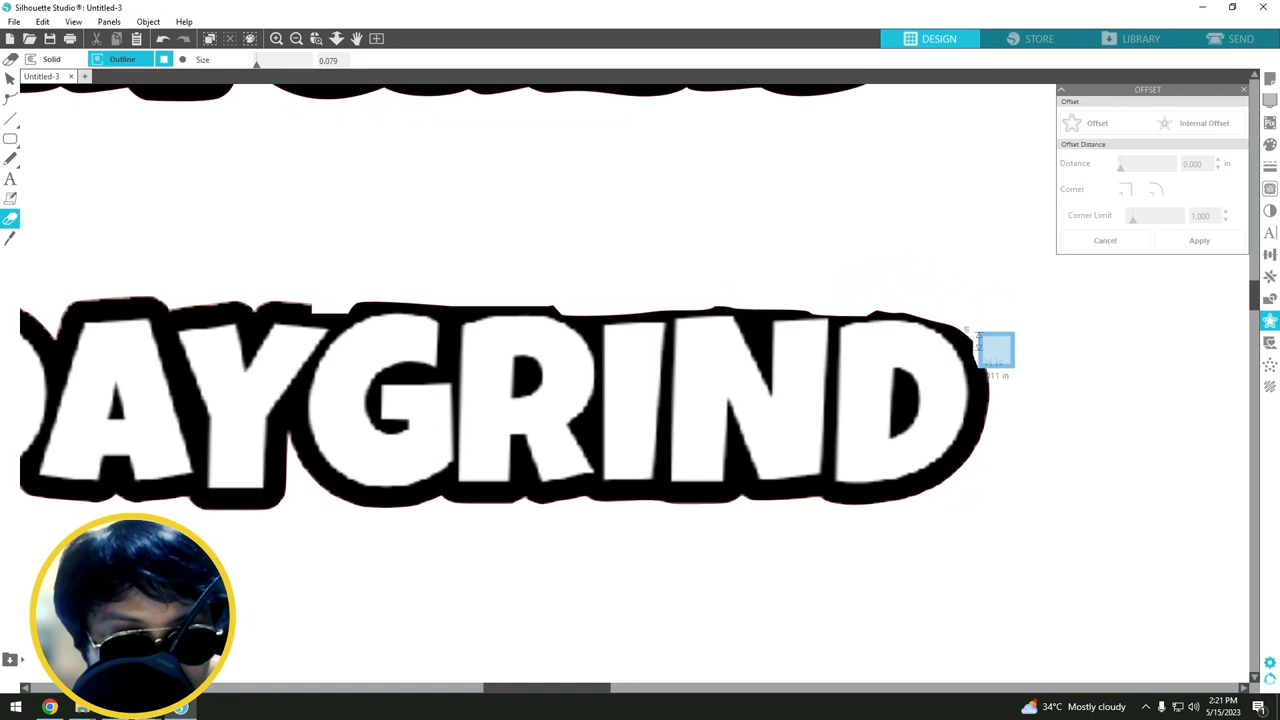 Silhouette Studio®: Untitled-3
File Edit View Panels Object Help
DESIGN STORE LIBRARY SEND
Solid Outline Size 0.079
Untitled-3 × +
OFFSET
Offset
Offset Internal Offset
Offset Distance
Distance 0.000 in
Corner
Corner Limit 1.000
Cancel Apply
AYGRIND
34°C Mostly cloudy
2:21 PM
5/15/2023